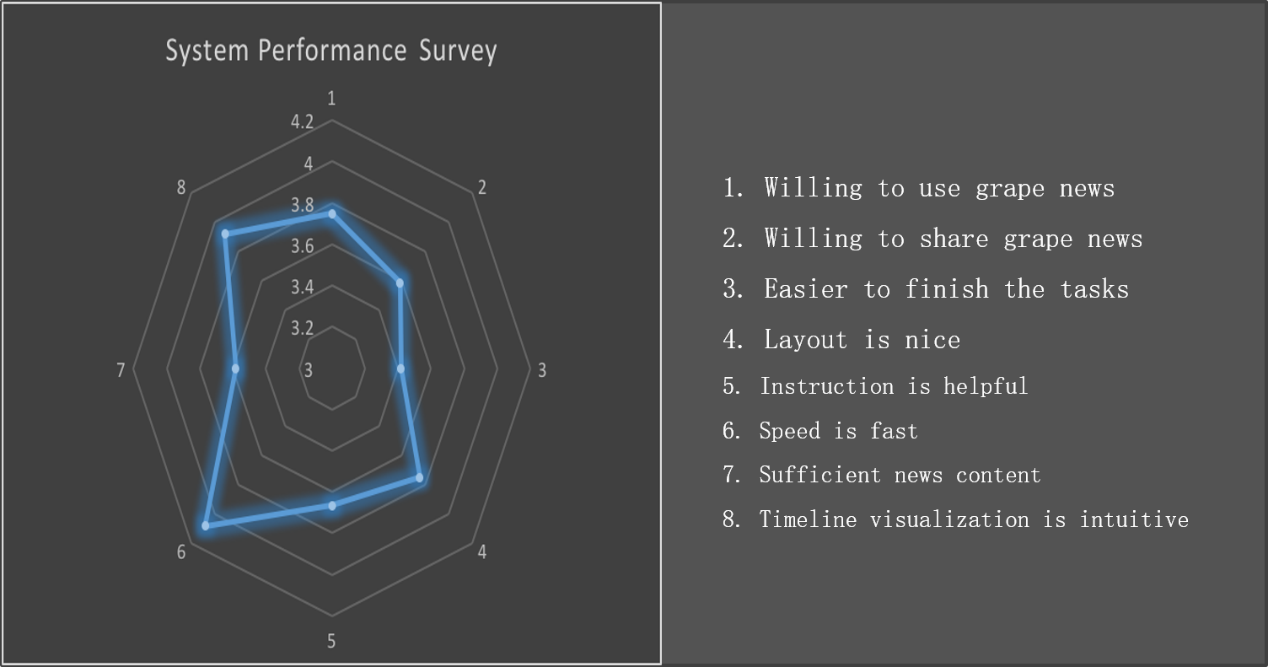 System Performance Survey
1
4.2
4
8
2
3.8
3.6
3.4
3.2
7
3
3
6
4
5
1. Willing to use grape news
2. Willing to share grape news
3. Easier to finish the tasks
4. Layout is nice
5. Instruction is helpful
6. Speed is fast
7. Sufficient news content
8. Timeline visualization is intuitive